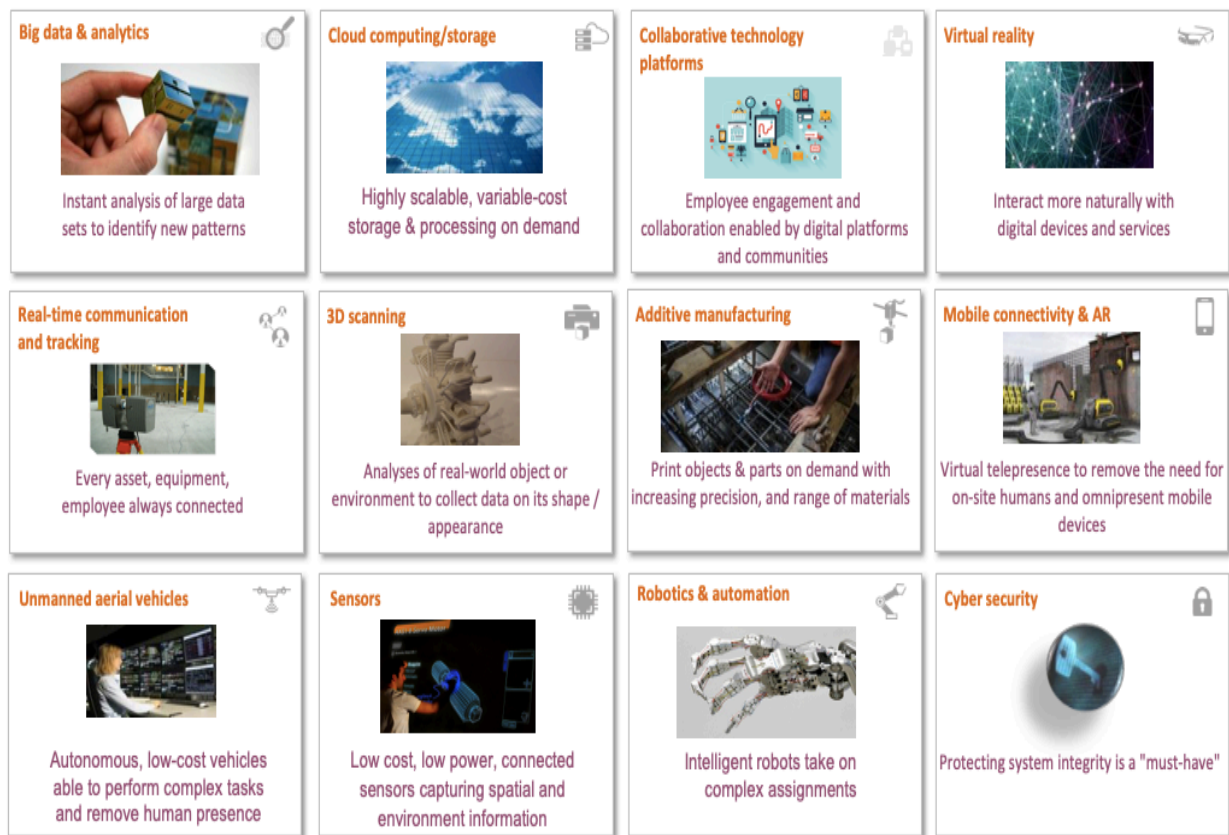 Big data & analytics
Instant analysis of large data
sets to identify new patterns
Cloud computing/storage
Highly scalable, variable-cost
storage & processing on demand
Collaborative technology
platforms
Employee engagement and
collaboration enabled by digital platforms
and communities
Virtual reality
Interact more naturally with
digital devices and services
Real-time communication
and tracking
Every asset, equipment,
employee always connected
3D scanning
Analyses of real-world object or
environment to collect data on its shape /
appearance
Additive manufacturing
Print objects & parts on demand with
increasing precision, and range of materials
Mobile connectivity & AR
Virtual telepresence to remove the need for
on-site humans and omnipresent mobile
devices
Unmanned aerial vehicles
Autonomous, low-cost vehicles
able to perform complex tasks
and remove human presence
Sensors
Low cost, low power, connected
sensors capturing spatial and
environment information
Robotics & automation
Intelligent robots take on
complex assignments
Cyber security
Protecting system integrity is a "must-have"